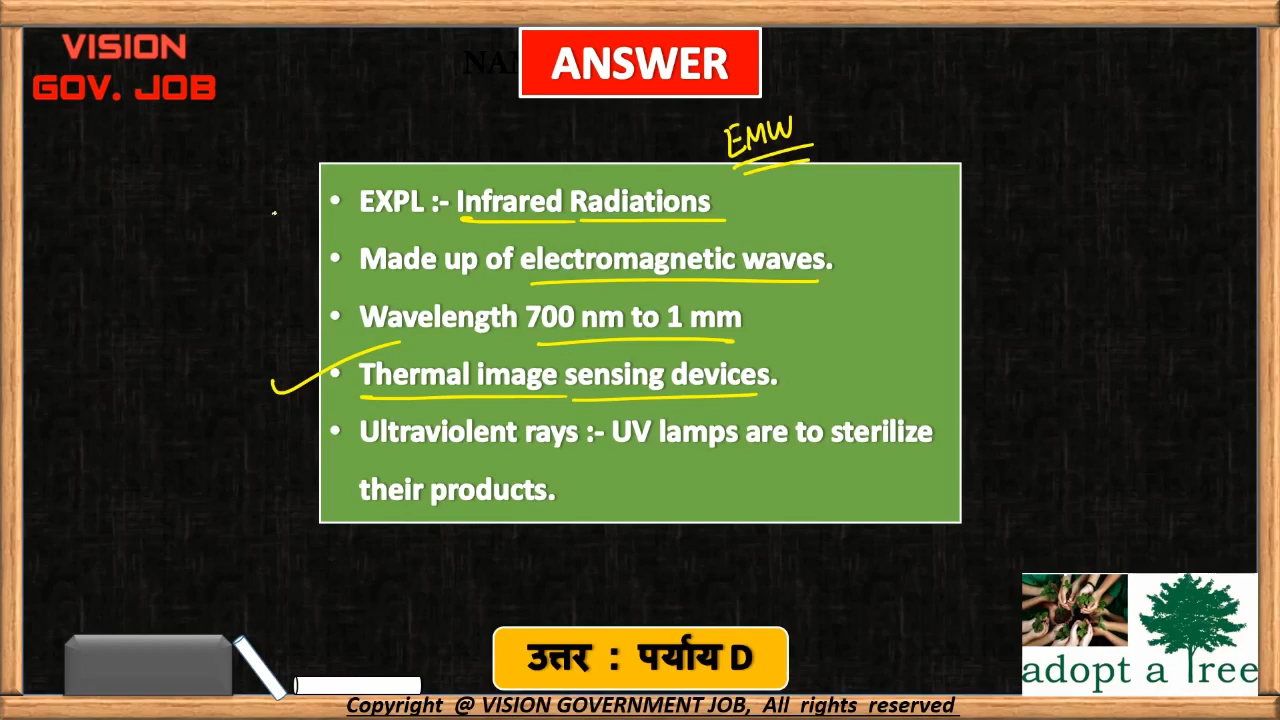 VISION
GOV. JOB
ANSWER
EMW
• EXPL :- Infrared Radiations
• Made up of electromagnetic waves.
• Wavelength 700 nm to 1 mm
• Thermal image sensing devices.
• Ultraviolent rays :- UV lamps are to sterilize
their products.
adopt a Tree
उत्तर : पर्याय D
Copyright @ VISION GOVERNMENT JOB, All rights reserved